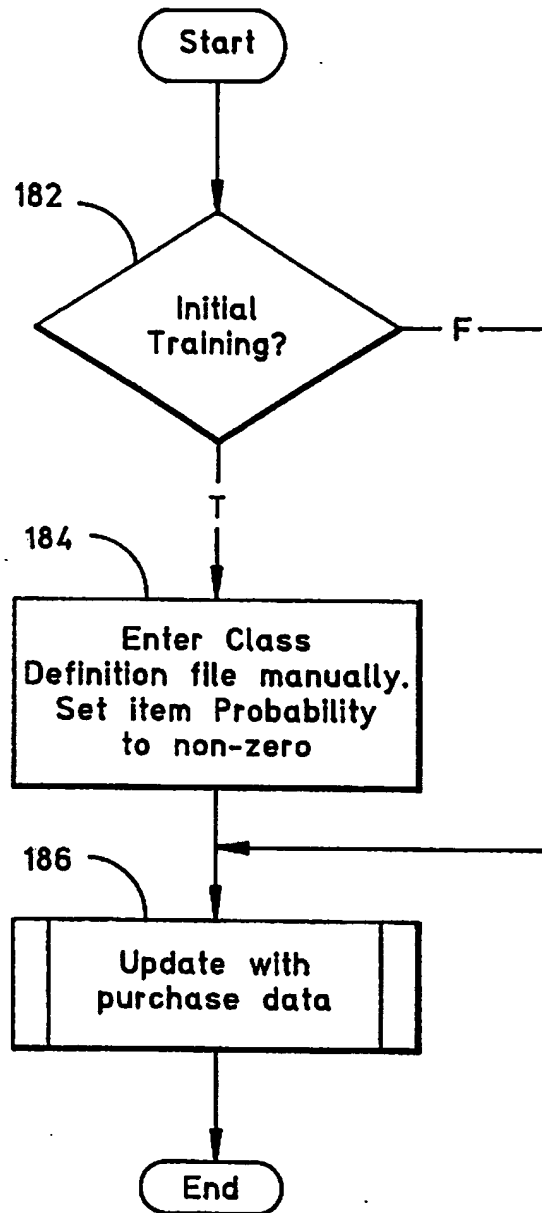 Start
182
Initial
Training?
F
T
184
Enter Class
Definition file manually.
Set item Probability
to non-zero
186
Update with
purchase data
End